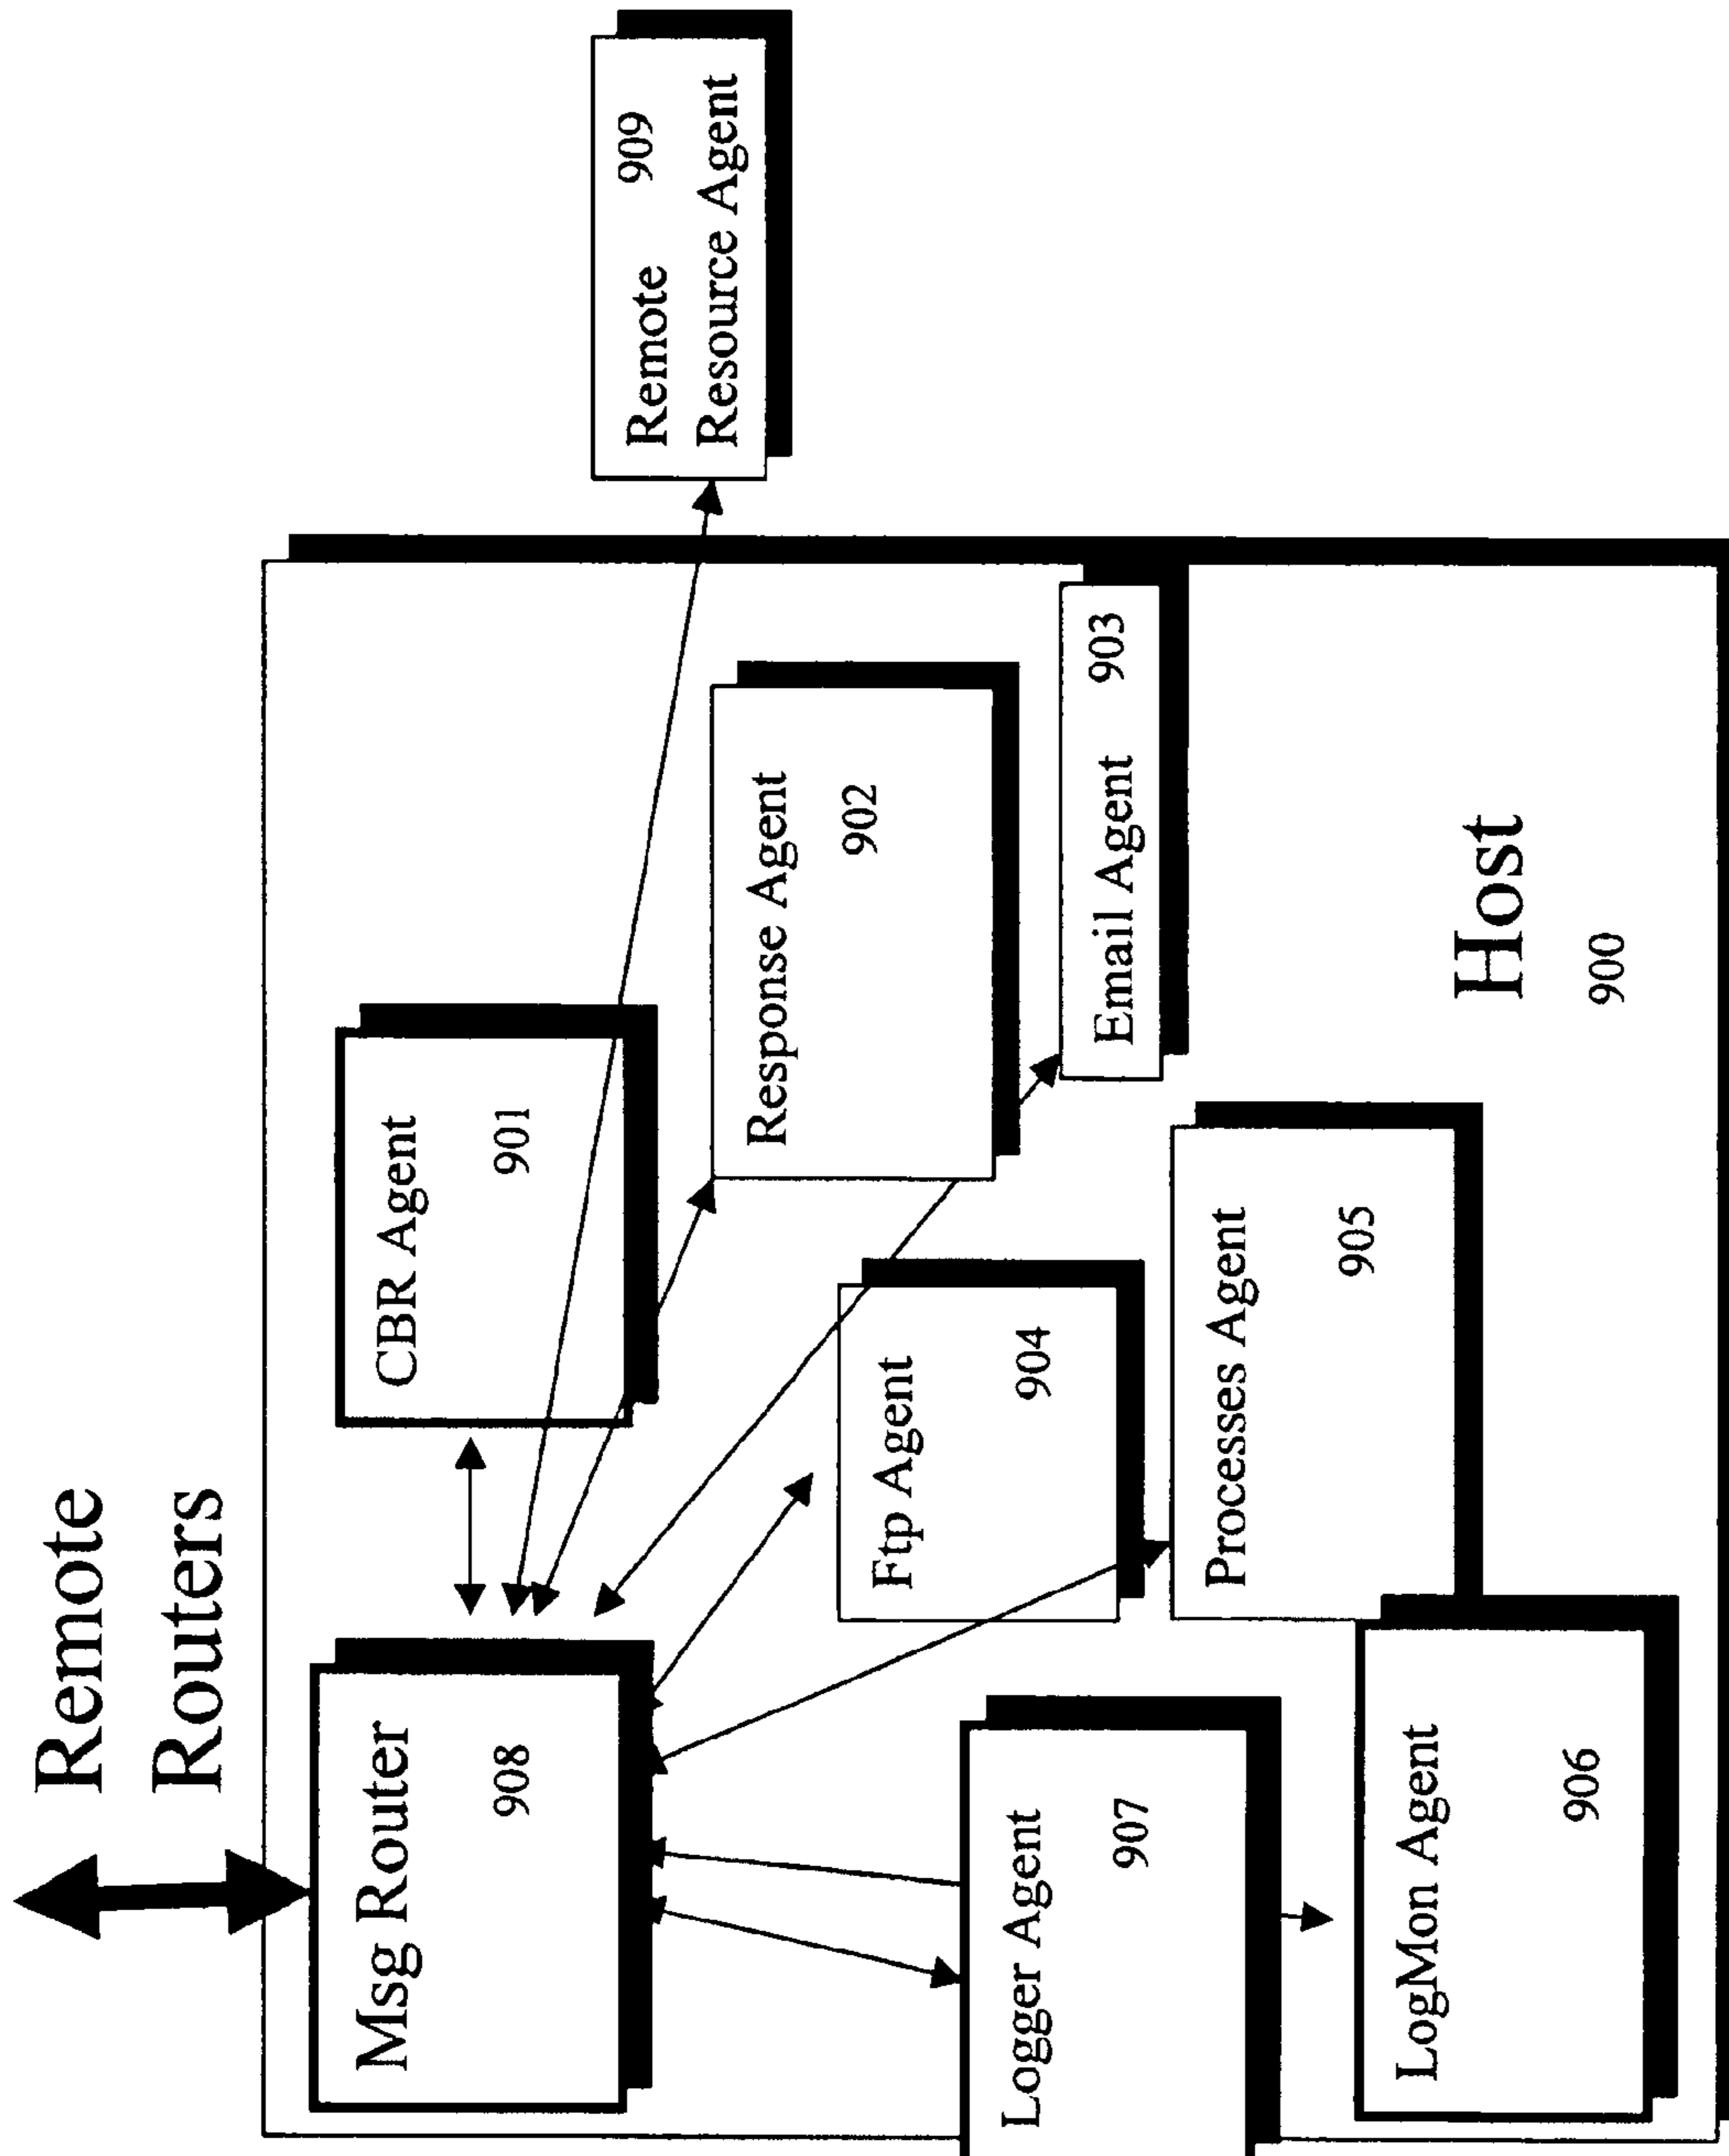 Remote
Routers
Msg Router
908
CBR Agent
901
Remote 909
Resource Agent
Response Agent
902
Ftp Agent
904
Logger Agent
907
Email Agent 903
Processes Agent
905
LogMon Agent
906
Host
900